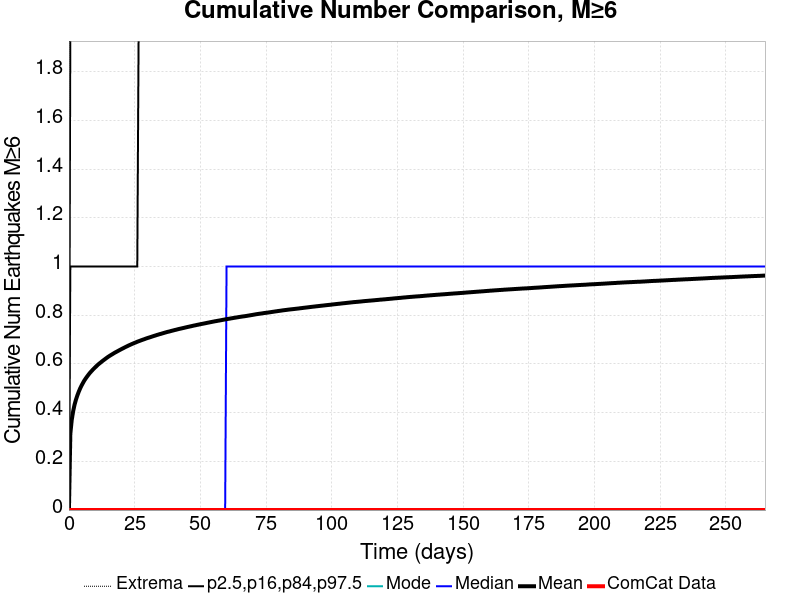 Cumulative Number Comparison, M≥6
Cumulative Num Earthquakes M≥6
1.8
1.6
1.4
1.2
1
0.8
0.6
0.4
0.2
0
0 25 50 75 100 125 150 175 200 225 250
Time (days)
Extrema p2.5,p16,p84,p97.5 Mode Median Mean ComCat Data